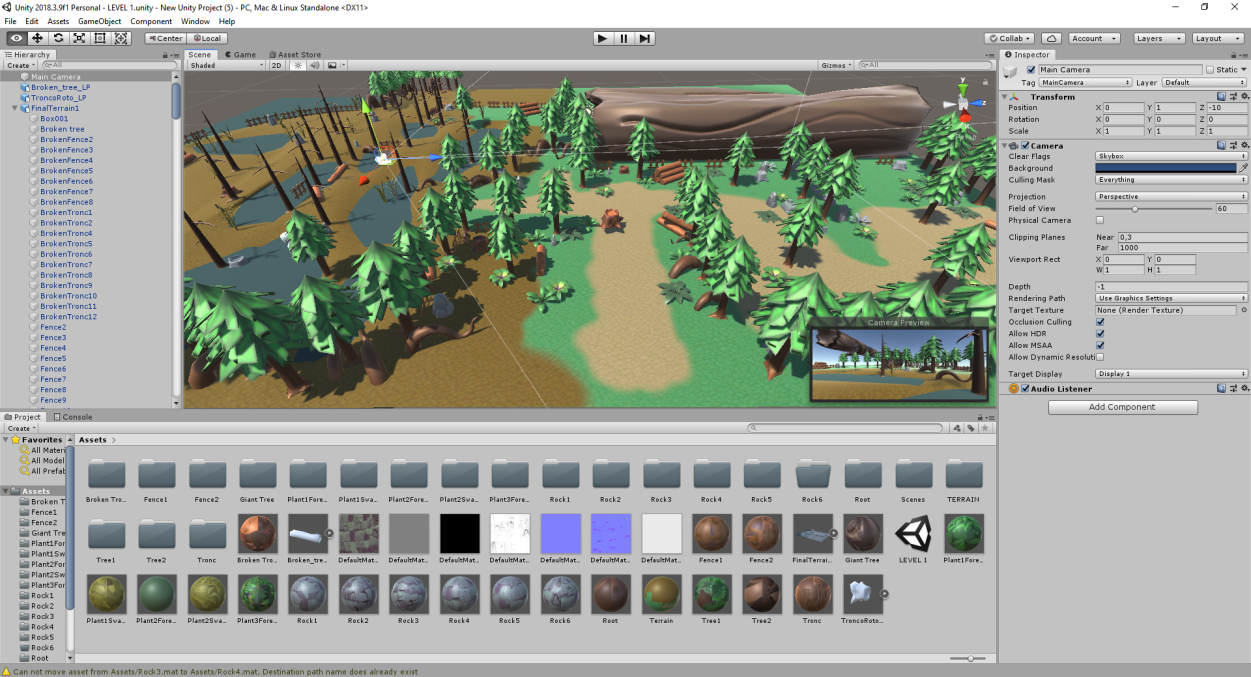 Unity 2018.3.9f1 Personal - LEVEL 1.unity - New Unity Project (5) - PC, Mac & Linux Standalone <DX11>
File Edit Assets GameObject Component Window Help
Center Local Collab Account Layers Layout
Hierarchy
Create All
Main Camera
Broken_tree_LP
TroncoRoto_LP
FinalTerrain1
Box001
Broken tree
BrokenFence2
BrokenFence3
BrokenFence4
BrokenFence5
BrokenFence6
BrokenFence7
BrokenFence8
BrokenTronc1
BrokenTronc2
BrokenTronc4
BrokenTronc5
BrokenTronc6
BrokenTronc7
BrokenTronc8
BrokenTronc9
BrokenTronc10
BrokenTronc11
BrokenTronc12
Fence2
Fence3
Fence4
Fence5
Fence6
Fence7
Fence8
Fence9
Scene Game Asset Store
Shaded 2D Gizmos All
y
z
Camera Preview
Inspector
Main Camera Static
Tag MainCamera Layer Default
Transform
Position X 0 Y 1 Z -10
Rotation X 0 Y 0 Z 0
Scale X 1 Y 1 Z 1
Camera
Clear Flags Skybox
Background
Culling Mask Everything
Projection Perspective
Field of View 60
Physical Camera
Clipping Planes Near 0,3
Far 1000
Viewport Rect X 0 Y 0
W 1 H 1
Depth -1
Rendering Path Use Graphics Settings
Target Texture None (Render Texture)
Occlusion Culling
Allow HDR
Allow MSAA
Allow Dynamic Resoluti
Target Display Display 1
Audio Listener
Add Component
Project Console
Create
Favorites
All Materi
All Model
All Prefab
Assets
Broken T
Fence1
Fence2
Giant Tre
Plant1For
Plant1Sw
Plant2For
Plant2Sw
Plant3For
Rock1
Rock2
Rock3
Rock4
Rock5
Rock6
Root
Assets >
Broken Tro... Fence1 Fence2 Giant Tree Plant1Fore... Plant1Swa... Plant2Fore... Plant2Swa... Plant3Fore... Rock1 Rock2 Rock3 Rock4 Rock5 Rock6 Root Scenes TERRAIN
Tree1 Tree2 Tronc Broken Tro... Broken_tre... DefaultMat... DefaultMat... DefaultMat... DefaultMat... DefaultMat... DefaultMat... DefaultMat... Fence1 Fence2 FinalTerrai... Giant Tree LEVEL 1 Plant1Fore...
Plant1Swa... Plant2Fore... Plant2Swa... Plant3Fore... Rock1 Rock2 Rock3 Rock4 Rock5 Rock6 Root Terrain Tree1 Tree2 Tronc TroncoRoto...
Can not move asset from Assets/Rock3.mat to Assets/Rock4.mat. Destination path name does already exist